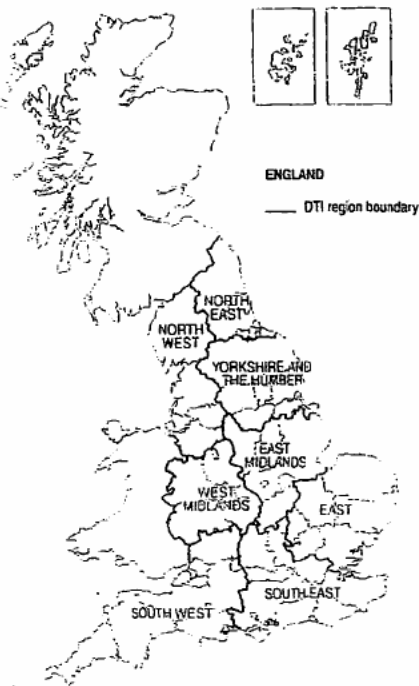 ENGLAND
DTI region boundary
NORTH
EAST
NORTH
WEST
YORKSHIRE AND
THE HUMBER
EAST
MIDLANDS
WEST
MIDLANDS
EAST
SOUTH EAST
SOUTH WEST